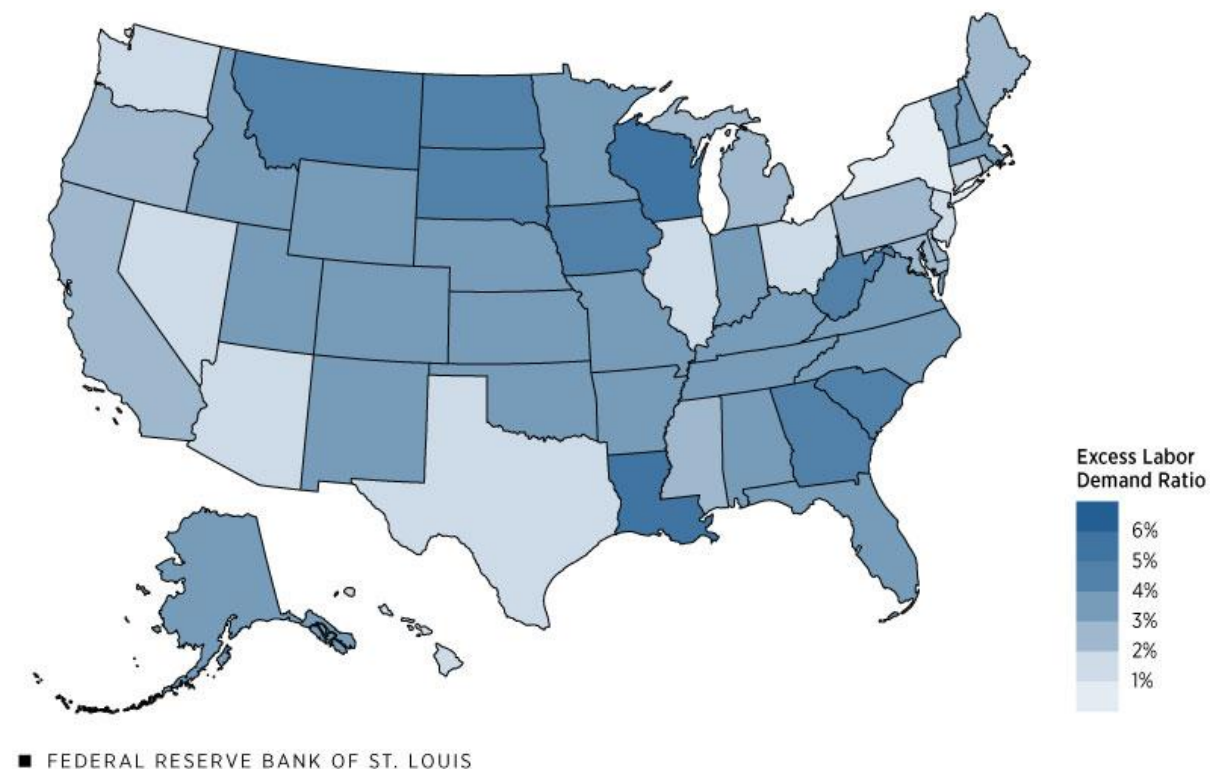 Excess Labor
Demand Ratio
6%
5%
4%
3%
2%
1%
■ FEDERAL RESERVE BANK OF ST. LOUIS